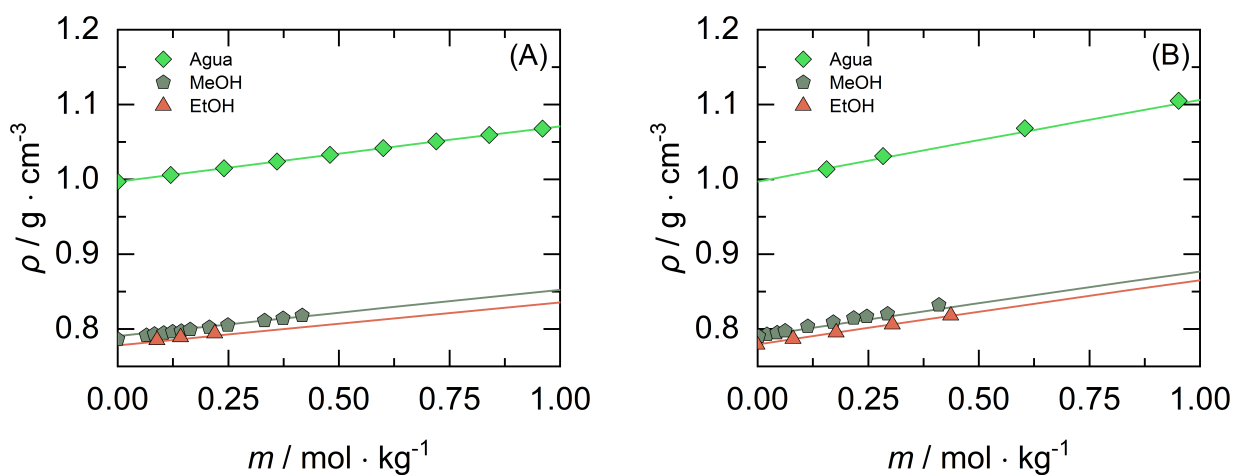 1.2
1.1
1.0
0.9
0.8
ρ / g · cm⁻³
(A)
Agua
MeOH
EtOH
0.00 0.25 0.50 0.75 1.00
m / mol · kg⁻¹
1.2
1.1
1.0
0.9
0.8
ρ / g · cm⁻³
(B)
Agua
MeOH
EtOH
0.00 0.25 0.50 0.75 1.00
m / mol · kg⁻¹